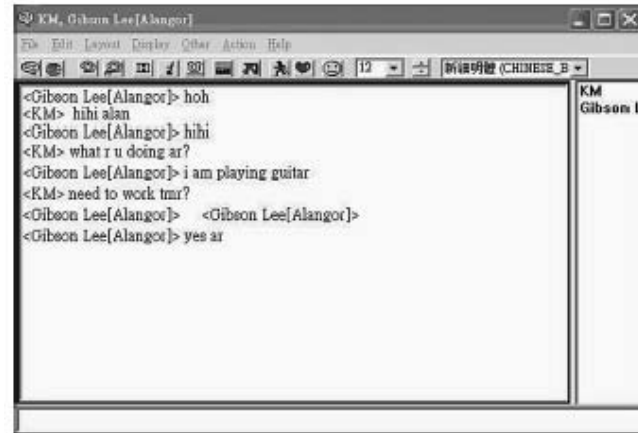 KM, Gibson Lee[Alangor]
File Edit Layout Display Other Action Help
12 新細明體 (CHINESE_B
<Gibson Lee[Alangor]> hoh
<KM> hihi alan
<Gibson Lee[Alangor]> hihi
<KM> what r u doing ar?
<Gibson Lee[Alangor]> i am playing guitar
<KM> need to work tmr?
<Gibson Lee[Alangor]> <Gibson Lee[Alangor]>
<Gibson Lee[Alangor]> yes ar
KM
Gibson